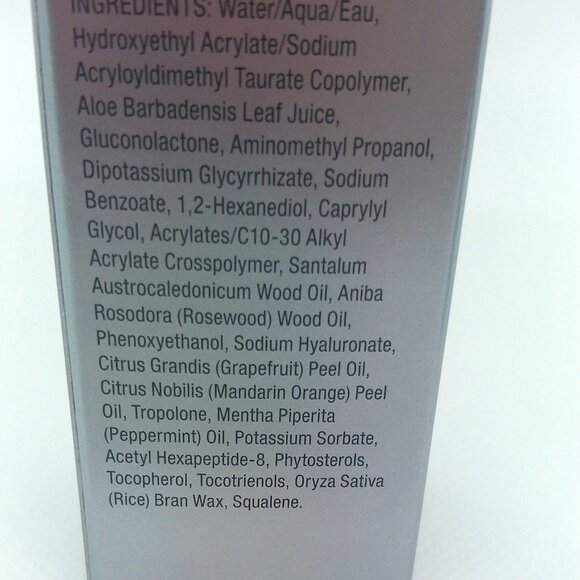 INGREDIENTS: Water/Aqua/Eau,
Hydroxyethyl Acrylate/Sodium
Acryloyldimethyl Taurate Copolymer,
Aloe Barbadensis Leaf Juice,
Gluconolactone, Aminomethyl Propanol,
Dipotassium Glycyrrhizate, Sodium
Benzoate, 1,2-Hexanediol, Caprylyl
Glycol, Acrylates/C10-30 Alkyl
Acrylate Crosspolymer, Santalum
Austrocaledonicum Wood Oil, Aniba
Rosodora (Rosewood) Wood Oil,
Phenoxyethanol, Sodium Hyaluronate,
Citrus Grandis (Grapefruit) Peel Oil,
Citrus Nobilis (Mandarin Orange) Peel
Oil, Tropolone, Mentha Piperita
(Peppermint) Oil, Potassium Sorbate,
Acetyl Hexapeptide-8, Phytosterols,
Tocopherol, Tocotrienols, Oryza Sativa
(Rice) Bran Wax, Squalene.